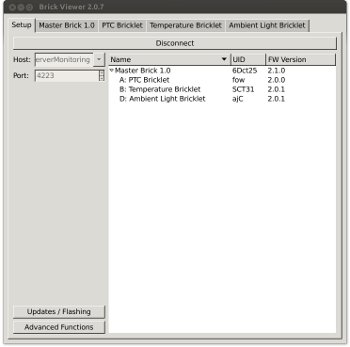 Brick Viewer 2.0.7
Setup Master Brick 1.0 PTC Bricklet Temperature Bricklet Ambient Light Bricklet
Disconnect
Host: erverMonitoring
Port: 4223
Name UID FW Version
Master Brick 1.0 6Dct25 2.1.0
A: PTC Bricklet fow 2.0.0
B: Temperature Bricklet SCT31 2.0.1
D: Ambient Light Bricklet ajC 2.0.1
Updates / Flashing
Advanced Functions